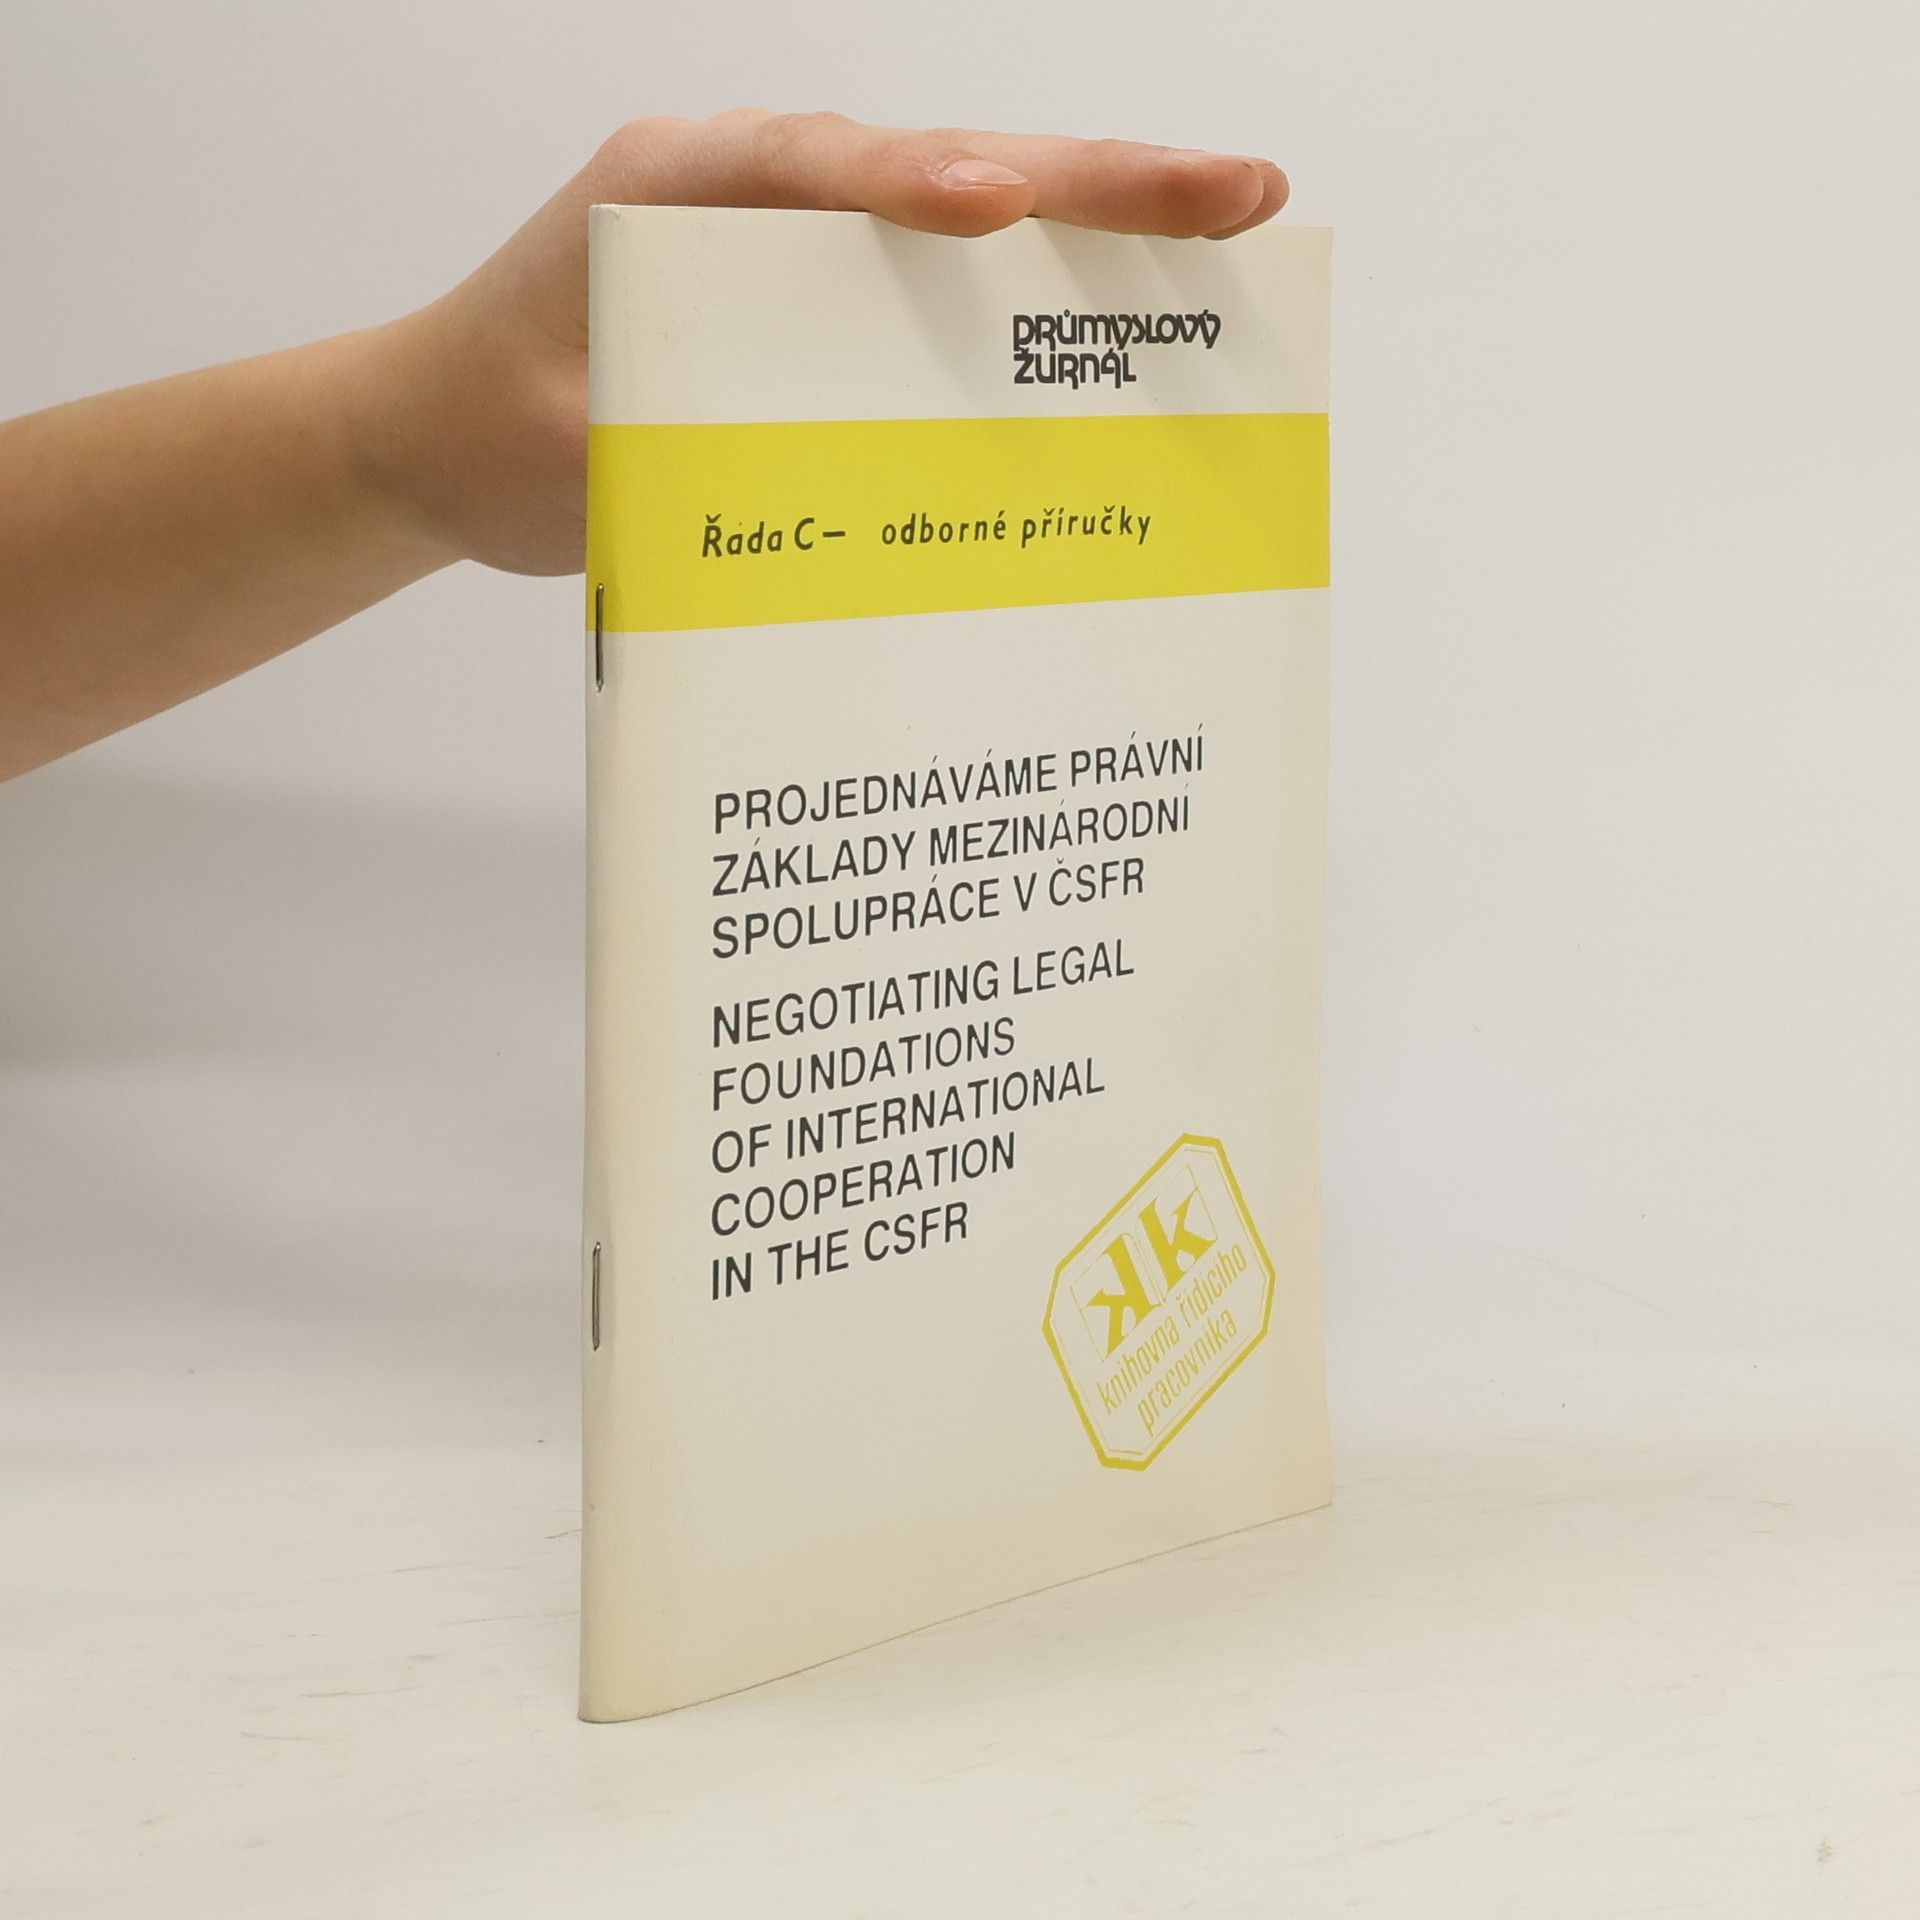 PRŮMYSLOVÝ
ŽURNÁL
Řada C — odborné příručky
PROJEDNÁVÁME PRÁVNÍ
ZÁKLADY MEZINÁRODNÍ
SPOLUPRÁCE V ČSFR
NEGOTIATING LEGAL
FOUNDATIONS
OF INTERNATIONAL
COOPERATION
IN THE CSFR
kk
knihovna řídícího
pracovníka